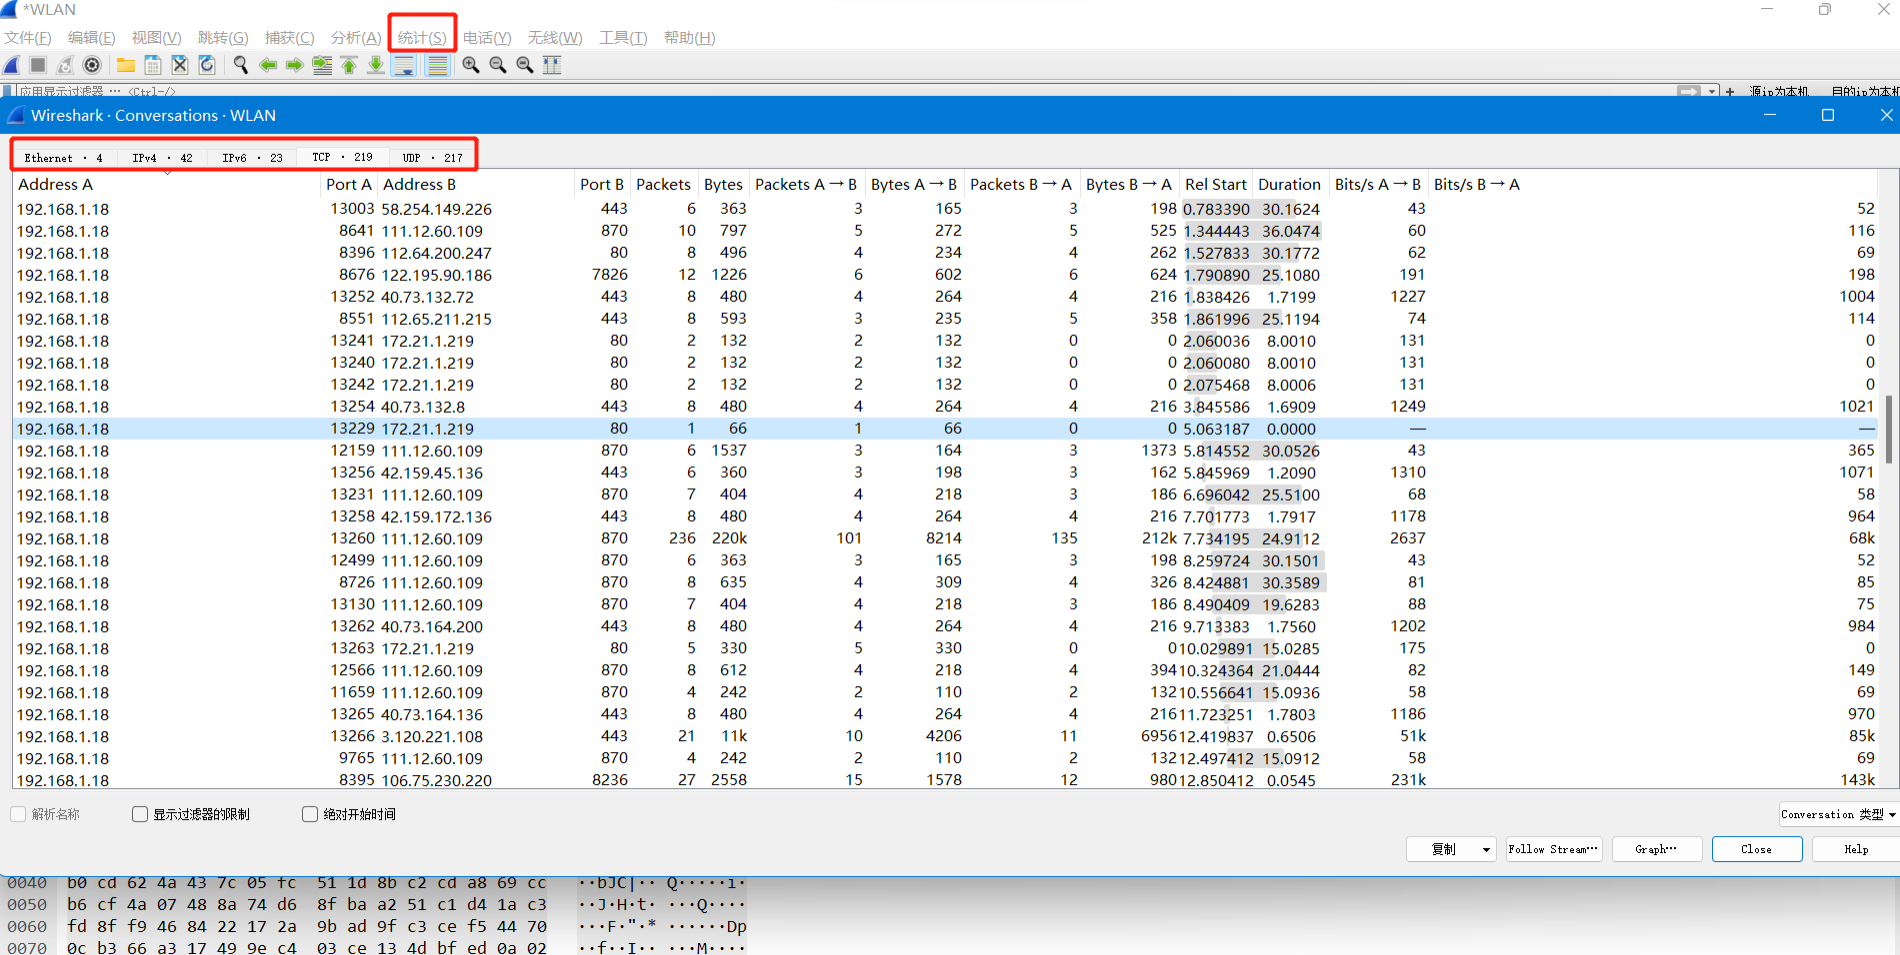 *WLAN
文件(F) 编辑(E) 视图(V) 跳转(G) 捕获(C) 分析(A) 统计(S) 电话(Y) 无线(W) 工具(T) 帮助(H)
应用显示过滤器 … <Ctrl-/> + 源ip为本机 目的ip为本机
Wireshark · Conversations · WLAN
Ethernet · 4 IPv4 · 42 IPv6 · 23 TCP · 219 UDP · 217
Address A Port A Address B Port B Packets Bytes Packets A → B Bytes A → B Packets B → A Bytes B → A Rel Start Duration Bits/s A → B Bits/s B → A
192.168.1.18 13003 58.254.149.226 443 6 363 3 165 3 198 0.783390 30.1624 43 52
192.168.1.18 8641 111.12.60.109 870 10 797 5 272 5 525 1.344443 36.0474 60 116
192.168.1.18 8396 112.64.200.247 80 8 496 4 234 4 262 1.527833 30.1772 62 69
192.168.1.18 8676 122.195.90.186 7826 12 1226 6 602 6 624 1.790890 25.1080 191 198
192.168.1.18 13252 40.73.132.72 443 8 480 4 264 4 216 1.838426 1.7199 1227 1004
192.168.1.18 8551 112.65.211.215 443 8 593 3 235 5 358 1.861996 25.1194 74 114
192.168.1.18 13241 172.21.1.219 80 2 132 2 132 0 0 2.060036 8.0010 131 0
192.168.1.18 13240 172.21.1.219 80 2 132 2 132 0 0 2.060080 8.0010 131 0
192.168.1.18 13242 172.21.1.219 80 2 132 2 132 0 0 2.075468 8.0006 131 0
192.168.1.18 13254 40.73.132.8 443 8 480 4 264 4 216 3.845586 1.6909 1249 1021
192.168.1.18 13229 172.21.1.219 80 1 66 1 66 0 0 5.063187 0.0000 — —
192.168.1.18 12159 111.12.60.109 870 6 1537 3 164 3 1373 5.814552 30.0526 43 365
192.168.1.18 13256 42.159.45.136 443 6 360 3 198 3 162 5.845969 1.2090 1310 1071
192.168.1.18 13231 111.12.60.109 870 7 404 4 218 3 186 6.696042 25.5100 68 58
192.168.1.18 13258 42.159.172.136 443 8 480 4 264 4 216 7.701773 1.7917 1178 964
192.168.1.18 13260 111.12.60.109 870 236 220k 101 8214 135 212k 7.734195 24.9112 2637 68k
192.168.1.18 12499 111.12.60.109 870 6 363 3 165 3 198 8.259724 30.1501 43 52
192.168.1.18 8726 111.12.60.109 870 8 635 4 309 4 326 8.424881 30.3589 81 85
192.168.1.18 13130 111.12.60.109 870 7 404 4 218 3 186 8.490409 19.6283 88 75
192.168.1.18 13262 40.73.164.200 443 8 480 4 264 4 216 9.713383 1.7560 1202 984
192.168.1.18 13263 172.21.1.219 80 5 330 5 330 0 0 10.029891 15.0285 175 0
192.168.1.18 12566 111.12.60.109 870 8 612 4 218 4 394 10.324364 21.0444 82 149
192.168.1.18 11659 111.12.60.109 870 4 242 2 110 2 132 10.556641 15.0936 58 69
192.168.1.18 13265 40.73.164.136 443 8 480 4 264 4 216 11.723251 1.7803 1186 970
192.168.1.18 13266 3.120.221.108 443 21 11k 10 4206 11 6956 12.419837 0.6506 51k 85k
192.168.1.18 9765 111.12.60.109 870 4 242 2 110 2 132 12.497412 15.0912 58 69
192.168.1.18 8395 106.75.230.220 8236 27 2558 15 1578 12 980 12.850412 0.0545 231k 143k
解析名称 显示过滤器的限制 绝对开始时间 Conversation 类型
复制 Follow Stream… Graph… Close Help
0040 b0 cd 62 4a 43 7c 05 fc 51 1d 8b c2 cd a8 69 cc ··bJC|·· Q·····i·
0050 b6 cf 4a 07 48 8a 74 d6 8f ba a2 51 c1 d4 1a c3 ··J·H·t· ···Q····
0060 fd 8f f9 46 84 22 17 2a 9b ad 9f c3 ce f5 44 70 ···F·"·* ······Dp
0070 0c b3 66 a3 17 49 9e c4 03 ce 13 4d bf ed 0a 02 ··f··I·· ···M····